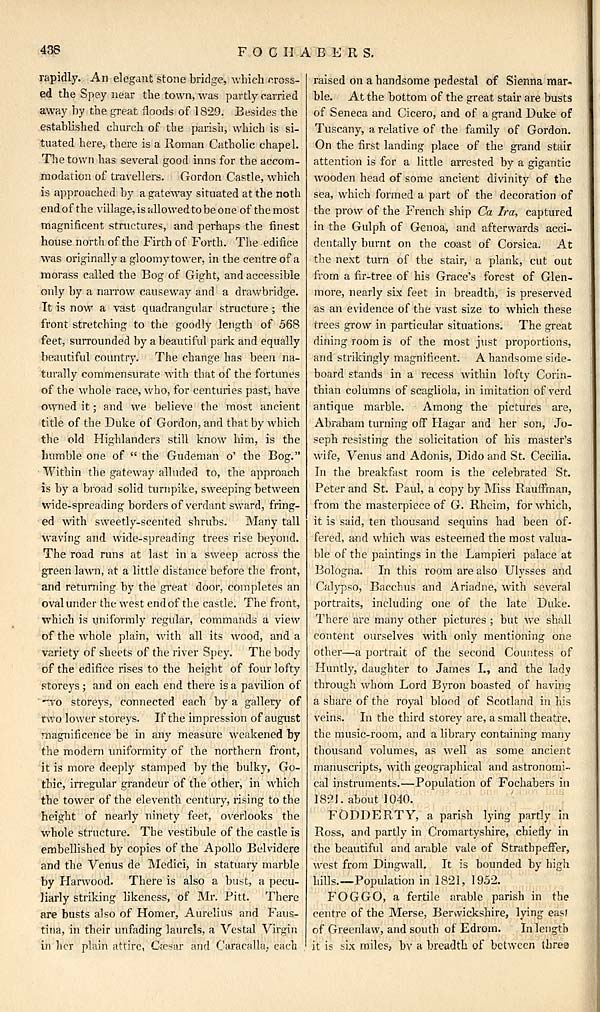 438
FOCHABERS.
rapidly. An elegant stone bridge, which cross-
ed the Spey near the town, was partly carried
away by the great floods of 1829. Besides the
established church of the parish, which is si-
tuated here, there is a Roman Catholic chapel.
The town has several good inns for the accom-
modation of travellers. Gordon Castle, which
is approached by a gateway situated at the noth
end of the village, is allowed to be one of the most
magnificent structures, and perhaps the finest
house north of the Firth of Forth. The edifice
was originally a gloomy tower, in the centre of a
morass called the Bog of Gight, and accessible
only by a narrow causeway and a drawbridge.
It is now a vast quadrangular structure; the
front stretching to the goodly length of 568
feet, surrounded by a beautiful park and equally
beautiful country. The change has been na-
turally commensurate with that of the fortunes
of the whole race, who, for centuries past, have
owned it; and we believe the most ancient
title of the Duke of Gordon, and that by which
the old Highlanders still know him, is the
humble one of "the Gudeman o' the Bog."
Within the gateway alluded to, the approach
is by a broad solid turnpike, sweeping between
wide-spreading borders of verdant sward, fring-
ed with sweetly-scented shrubs. Many tall
waving and wide-spreading trees rise beyond.
The road runs at last in a sweep across the
green lawn, at a little distance before the front,
and returning by the great door, completes an
oval under the west end of the castle. The front,
which is uniformly regular, commands a view
of the whole plain, with all its wood, and a
variety of sheets of the river Spey. The body
of the edifice rises to the height of four lofty
storeys; and on each end there is a pavilion of
two storeys, connected each by a gallery of
two lower storeys. If the impression of august
magnificence be in any measure weakened by
the modern uniformity of the northern front,
it is more deeply stamped by the bulky, Go-
thic, irregular grandeur of the other, in which
the tower of the eleventh century, rising to the
height of nearly ninety feet, overlooks the
whole structure. The vestibule of the castle is
embellished by copies of the Apollo Belvidere
and the Venus de Medici, in statuary marble
by Harwood. There is also a bust, a pecu-
liarly striking likeness, of Mr. Pitt. There
are busts also of Homer, Aurelius and Faus-
tina, in their unfading laurels, a Vestal Virgin
in her plain attire, Cæsar and Caracalla, each
raised on a handsome pedestal of Sienna mar-
ble. At the bottom of the great stair are busts
of Seneca and Cicero, and of a grand Duke of
Tuscany, a relative of the family of Gordon.
On the first landing place of the grand stair
attention is for a little arrested by a gigantic
wooden head of some ancient divinity of the
sea, which formed a part of the decoration of
the prow of the French ship Ca Ira, captured
in the Gulph of Genoa, and afterwards acci-
dentally burnt on the coast of Corsica. At
the next turn of the stair, a plank, cut out
from a fir-tree of his Grace's forest of Glen-
more, nearly six feet in breadth, is preserved
as an evidence of the vast size to which these
trees grow in particular situations. The great
dining room is of the most just proportions,
and strikingly magnificent. A handsome side-
board stands in a recess within lofty Corin-
thian columns of scagliola, in imitation of verd
antique marble. Among the pictures are,
Abraham turning off Hagar and her son, Jo-
seph resisting the solicitation of his master's
wife, Venus and Adonis, Dido and St. Cecilia.
In the breakfast room is the celebrated St.
Peter and St. Paul, a copy by Miss Rauffman,
from the masterpiece of G. Rheim, for which,
it is said, ten thousand sequins had been of-
fered, and which was esteemed the most valua-
ble of the paintings in the Lampieri palace at
Bologna. In this room are also Ulysses and
Calypso, Bacchus and Ariadne, with several
portraits, including one of the late Duke.
There are many other pictures; but we shall
content ourselves with only mentioning one
other—a portrait of the second Countess of
Huntly, daughter to James I., and the lady
through whom Lord Byron boasted of having
a share of the royal blood of Scotland in his
veins. In the third storey are, a small theatre,
the music-room, and a library containing many
thousand volumes, as well as some ancient
manuscripts, with geographical and astronomi-
cal instruments.—Population of Fochabers in
1821, about 1040.
FODDERTY, a parish lying partly in
Ross, and partly in Cromartyshire, chiefly in
the beautiful and arable vale of Strathpeffer,
west from Dingwall. It is bounded by high
hills.—Population in 1821, 1952.
FOGGO, a fertile arable parish in the
centre of the Merse, Berwickshire, lying east
of Greenlaw, and south of Edrom. In length
it is six miles, by a breadth of between three